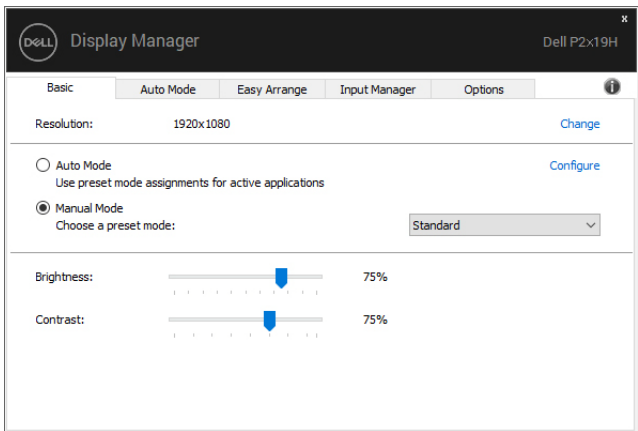 x
DELL Display Manager Dell P2x19H
Basic Auto Mode Easy Arrange Input Manager Options i
Resolution: 1920x1080 Change
Auto Mode Configure
Use preset mode assignments for active applications
Manual Mode
Choose a preset mode: Standard
Brightness: 75%
Contrast: 75%